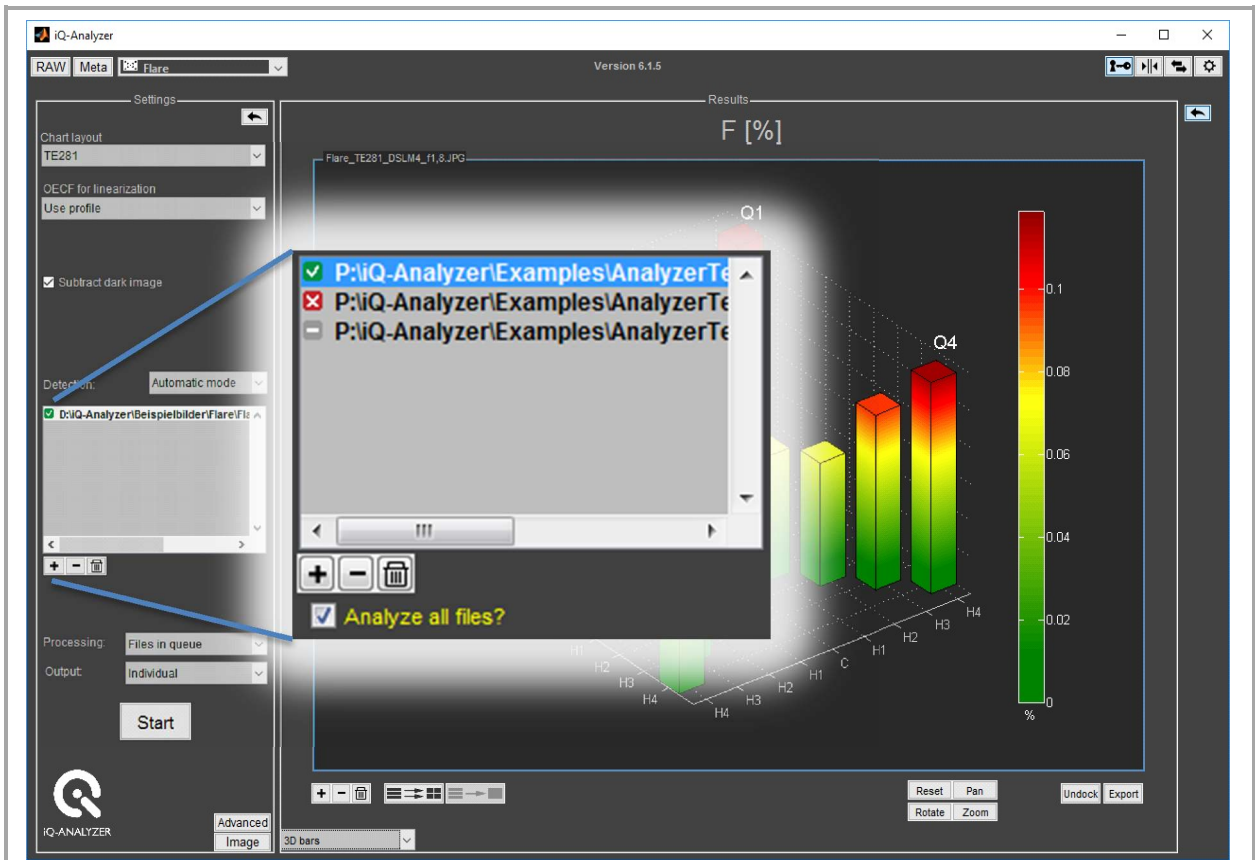 iQ-Analyzer
RAW Meta Flare
Version 6.1.5
Settings
Results
F [%]
Chart layout
TE281
Flare_TE281_DSLM4_f1,8.JPG
OECF for linearization
Use profile
Q1
P:\iQ-Analyzer\Examples\AnalyzerTe
P:\iQ-Analyzer\Examples\AnalyzerTe
P:\iQ-Analyzer\Examples\AnalyzerTe
Subtract dark image
0.1
Q4
0.08
Detection: Automatic mode
D:\iQ-Analyzer\Beispielbilder\Flare\Fla
0.06
0.04
Analyze all files?
H4
H3
H2
H1
C
H1
H2
H3
H4
0.02
0
%
H1
H2
H3
H4
Processing: Files in queue
Output: Individual
Start
iQ-ANALYZER
Advanced
Image
3D bars
Reset Pan
Rotate Zoom
Undock Export